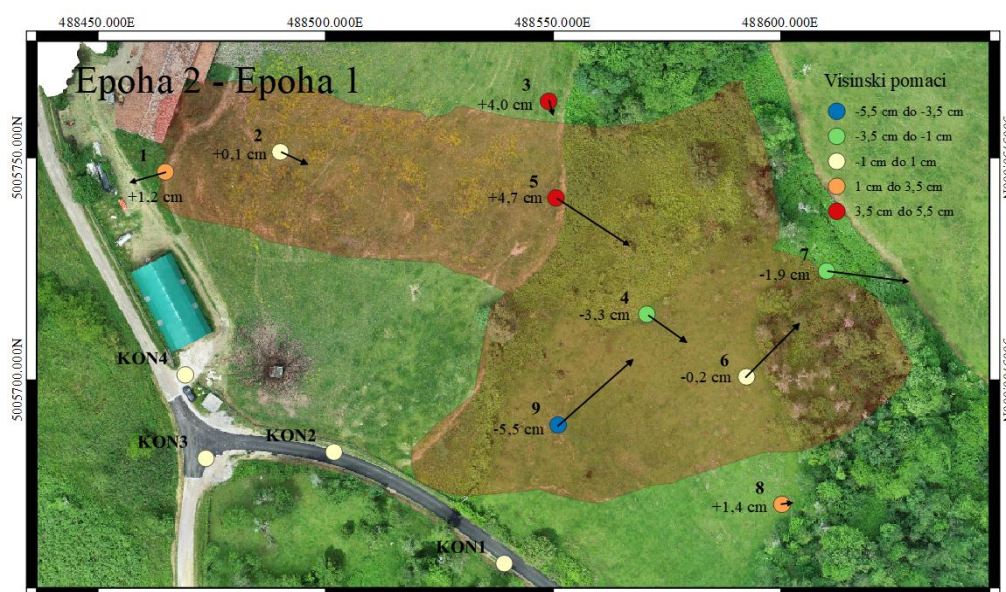 488450.000E
488500.000E
488550.000E
488600.000E
Epoha 2 - Epoha 1
Visinski pomaci
-5,5 cm do -3,5 cm
-3,5 cm do -1 cm
-1 cm do 1 cm
1 cm do 3,5 cm
3,5 cm do 5,5 cm
5005750.000N
5005700.000N
3
+4,0 cm
2
+0,1 cm
1
+1,2 cm
5
+4,7 cm
7
-1,9 cm
4
-3,3 cm
6
-0,2 cm
9
-5,5 cm
8
+1,4 cm
KON4
KON3
KON2
KON1